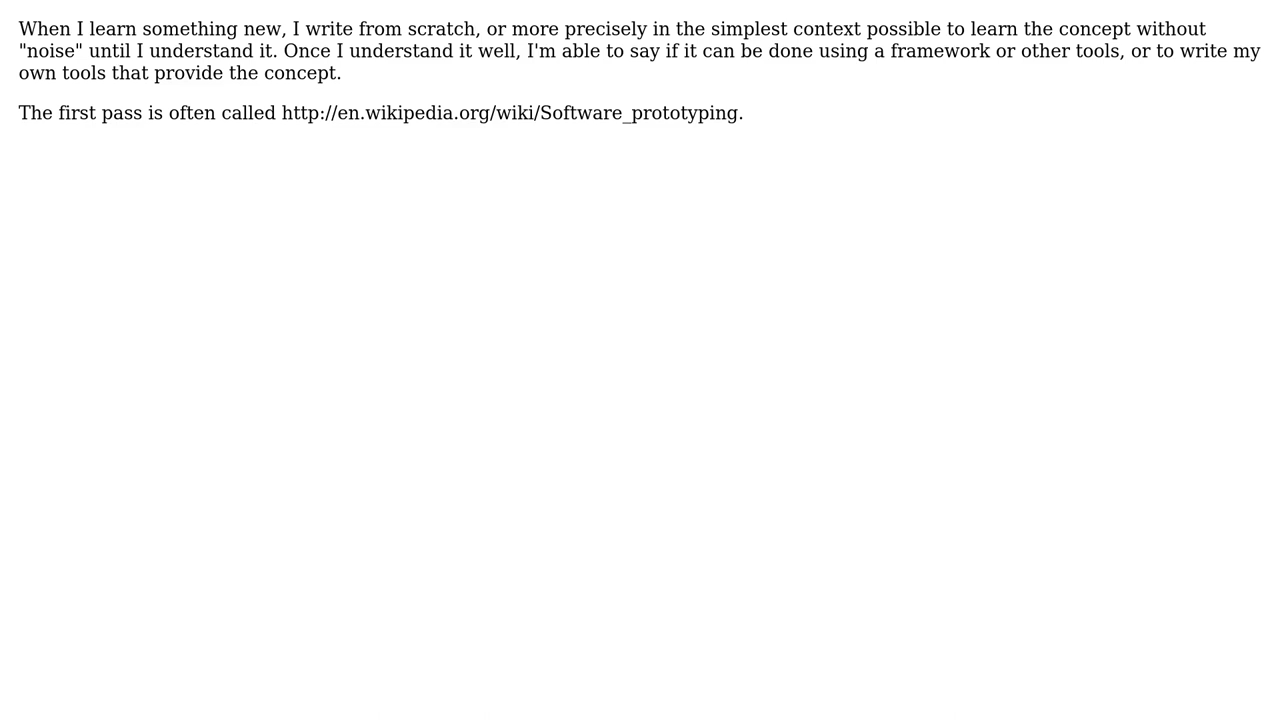 When I learn something new, I write from scratch, or more precisely in the simplest context possible to learn the concept without
"noise" until I understand it. Once I understand it well, I'm able to say if it can be done using a framework or other tools, or to write my
own tools that provide the concept.
The first pass is often called http://en.wikipedia.org/wiki/Software_prototyping.